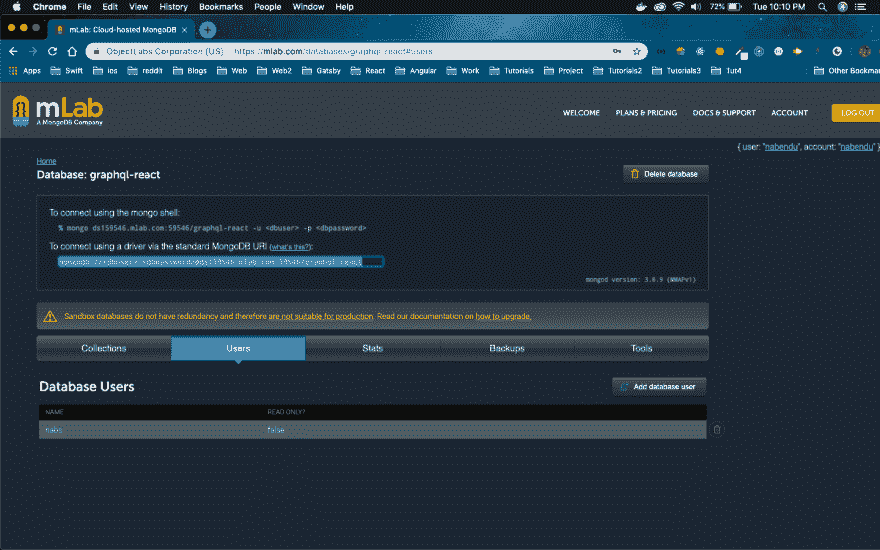 Chrome File Edit View History Bookmarks People Window Help 72% Tue 10:10 PM
mLab: Cloud-hosted MongoDB
ObjectLabs Corporation [US] https://mlab.com/databases/graphql-react#users
Apps Swift ios reddit Blogs Web Web2 Gatsby React Angular Work Tutorials Project Tutorials2 Tutorials3 Tut4 Other Bookmar
mLab
A MongoDB Company
WELCOME PLANS & PRICING DOCS & SUPPORT ACCOUNT LOG OUT
{ user: "nabendu", account: "nabendu" }
Home
Database: graphql-react
Delete database
To connect using the mongo shell:
% mongo ds159546.mlab.com:59546/graphql-react -u <dbuser> -p <dbpassword>
To connect using a driver via the standard MongoDB URI (what's this?):
mongod version: 3.6.9 (MMAPv1)
Sandbox databases do not have redundancy and therefore are not suitable for production. Read our documentation on how to upgrade.
Collections Users Stats Backups Tools
Database Users
Add database user
NAME READ ONLY?
false